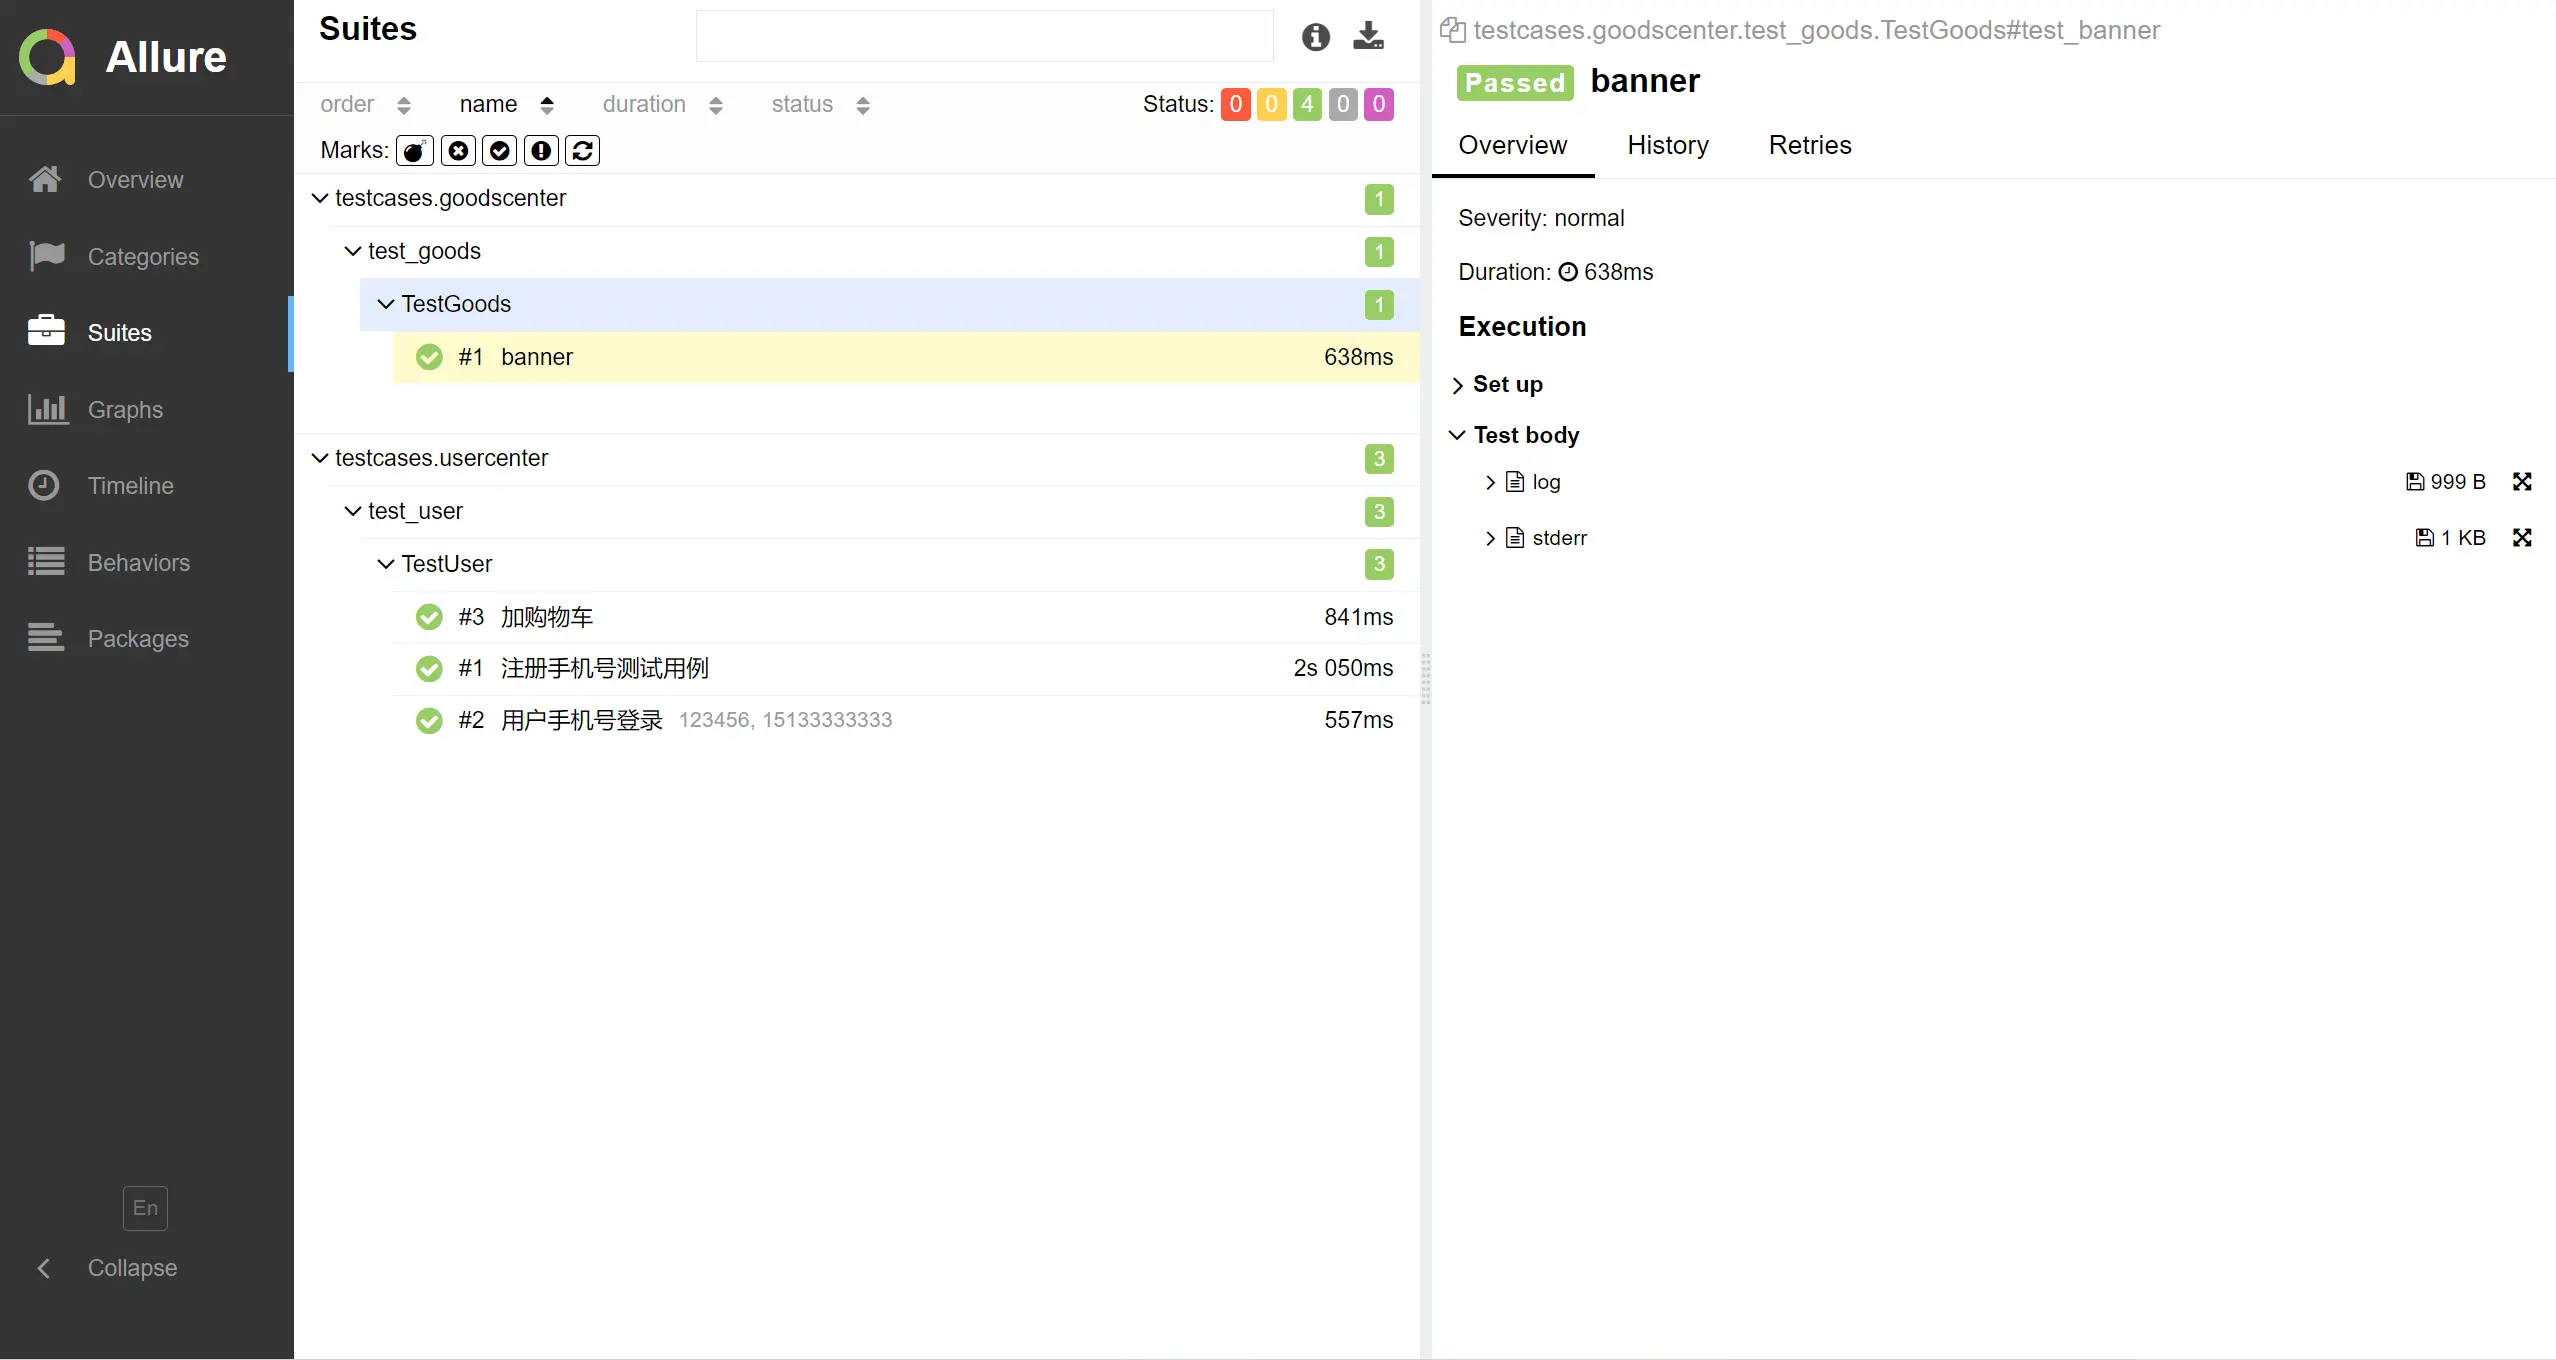 Allure
Overview
Categories
Suites
Graphs
Timeline
Behaviors
Packages
En
Collapse
Suites
order name duration status Status: 0 0 4 0 0
Marks:
testcases.goodscenter 1
test_goods 1
TestGoods 1
#1 banner 638ms
testcases.usercenter 3
test_user 3
TestUser 3
#3 加购物车 841ms
#1 注册手机号测试用例 2s 050ms
#2 用户手机号登录 123456, 15133333333 557ms
testcases.goodscenter.test_goods.TestGoods#test_banner
Passed banner
Overview History Retries
Severity: normal
Duration: 638ms
Execution
Set up
Test body
log 999 B
stderr 1 KB